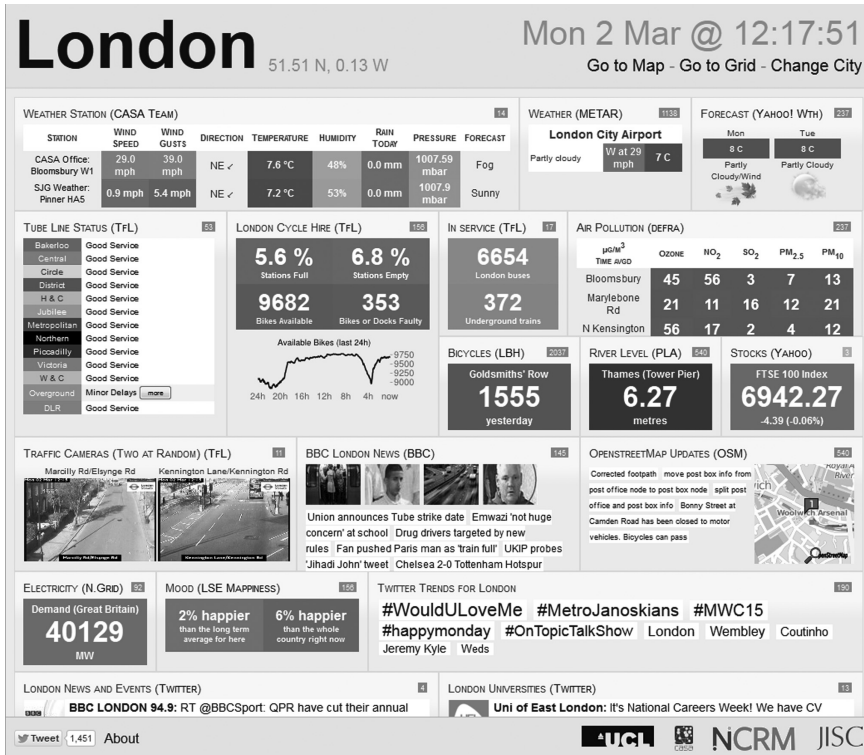 London
51.51 N, 0.13 W
Mon 2 Mar @ 12:17:51
Go to Map - Go to Grid - Change City
WEATHER STATION (CASA TEAM) 14
STATION WIND SPEED WIND GUSTS DIRECTION TEMPERATURE HUMIDITY RAIN TODAY PRESSURE FORECAST
CASA Office: Bloomsbury W1 29.0 mph 39.0 mph NE ↙ 7.6 °C 48% 0.0 mm 1007.59 mbar Fog
SJG Weather: Pinner HA5 0.9 mph 5.4 mph NE ↙ 7.2 °C 53% 0.0 mm 1007.9 mbar Sunny
WEATHER (METAR) 1138
London City Airport
Partly cloudy W at 29 mph 7 C
FORECAST (YAHOO! WTH) 237
Mon Tue
8 C 8 C
Partly Cloudy/Wind Partly Cloudy
TUBE LINE STATUS (TFL) 53
Bakerloo Good Service
Central Good Service
Circle Good Service
District Good Service
H & C Good Service
Jubilee Good Service
Metropolitan Good Service
Northern Good Service
Piccadilly Good Service
Victoria Good Service
W & C Good Service
Overground Minor Delays more
DLR Good Service
LONDON CYCLE HIRE (TFL) 156
5.6 % 6.8 %
Stations Full Stations Empty
9682 353
Bikes Available Bikes or Docks Faulty
Available Bikes (last 24h)
9750
9500
9250
9000
24h 20h 16h 12h 8h 4h now
IN SERVICE (TFL) 17
6654
London buses
372
Underground trains
AIR POLLUTION (DEFRA) 237
µG/M3 TIME AVGD OZONE NO2 SO2 PM2.5 PM10
Bloomsbury 45 56 3 7 13
Marylebone Rd 21 11 16 12 21
N Kensington 56 17 2 4 12
BICYCLES (LBH) 2037
Goldsmiths' Row
1555
yesterday
RIVER LEVEL (PLA) 540
Thames (Tower Pier)
6.27
metres
STOCKS (YAHOO) 3
FTSE 100 Index
6942.27
-4.39 (-0.06%)
TRAFFIC CAMERAS (TWO AT RANDOM) (TFL) 11
Marcilly Rd/Elsynge Rd Kennington Lane/Kennington Rd
Marcilly Rd/Elsynge Rd Kennington Lane/Kennington Rd
BBC LONDON NEWS (BBC) 145
Union announces Tube strike date Emwazi 'not huge
concern' at school Drug drivers targeted by new
rules Fan pushed Paris man as 'train full' UKIP probes
'Jihadi John' tweet Chelsea 2-0 Tottenham Hotspur
OPENSTREETMAP UPDATES (OSM) 540
Corrected footpath move post box info from
post office node to post box node split post
office and post box info Bonny Street at
Camden Road has been closed to motor
vehicles. Bicycles can pass
Royal A
River
wich
Woolwich Arsenal
1
OpenStreetMap
ELECTRICITY (N.GRID) 92
Demand (Great Britain)
40129
MW
MOOD (LSE MAPPINESS) 156
2% happier 6% happier
than the long term average for here
than the whole country right now
TWITTER TRENDS FOR LONDON 190
#WouldULoveMe #MetroJanoskians #MWC15
#happymonday #OnTopicTalkShow London Wembley Coutinho
Jeremy Kyle Weds
LONDON NEWS AND EVENTS (TWITTER) 4
BBC BBC LONDON 94.9: RT @BBCSport: QPR have cut their annual
LONDON UNIVERSITIES (TWITTER) 13
Uni of East London: It's National Careers Week! We have CV
Tweet 1,451 About
UCL casa NCRM JISC